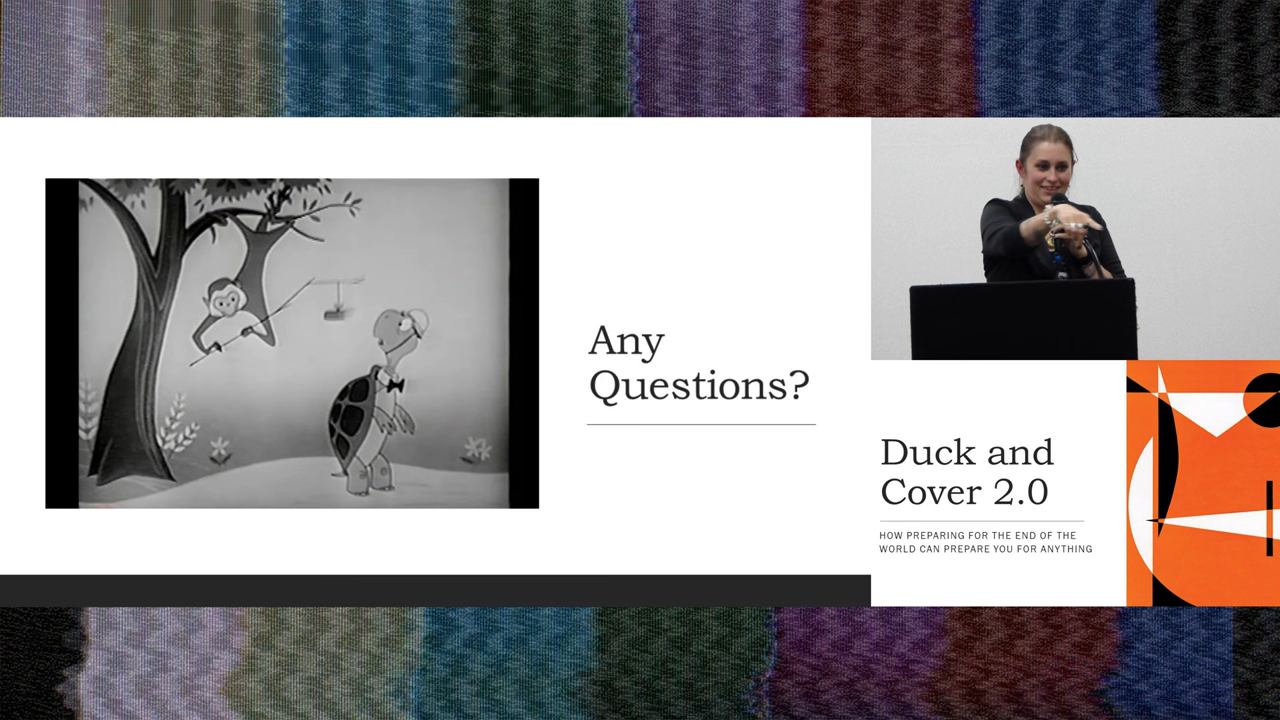 Any
Questions?
Duck and
Cover 2.0
HOW PREPARING FOR THE END OF THE
WORLD CAN PREPARE YOU FOR ANYTHING